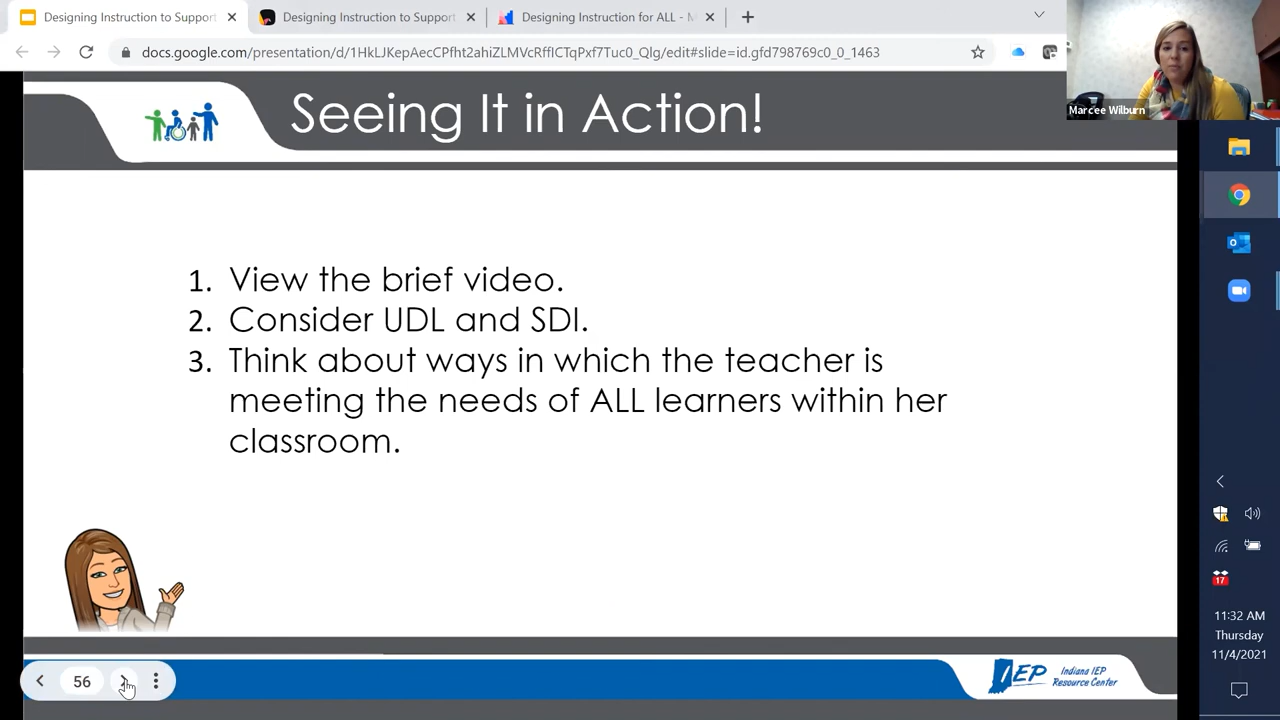 Designing Instruction to Support
Designing Instruction to Support
Designing Instruction for ALL - M
docs.google.com/presentation/d/1HkLJKepAecCPfht2ahiZLMVcRfflCTqPxf7Tuc0_Qlg/edit#slide=id.gfd798769c0_0_1463
Marcee Wilburn
Seeing It in Action!
1. View the brief video.
2. Consider UDL and SDI.
3. Think about ways in which the teacher is
meeting the needs of ALL learners within her
classroom.
56
IEP Indiana IEP
Resource Center
17
11:32 AM
Thursday
11/4/2021